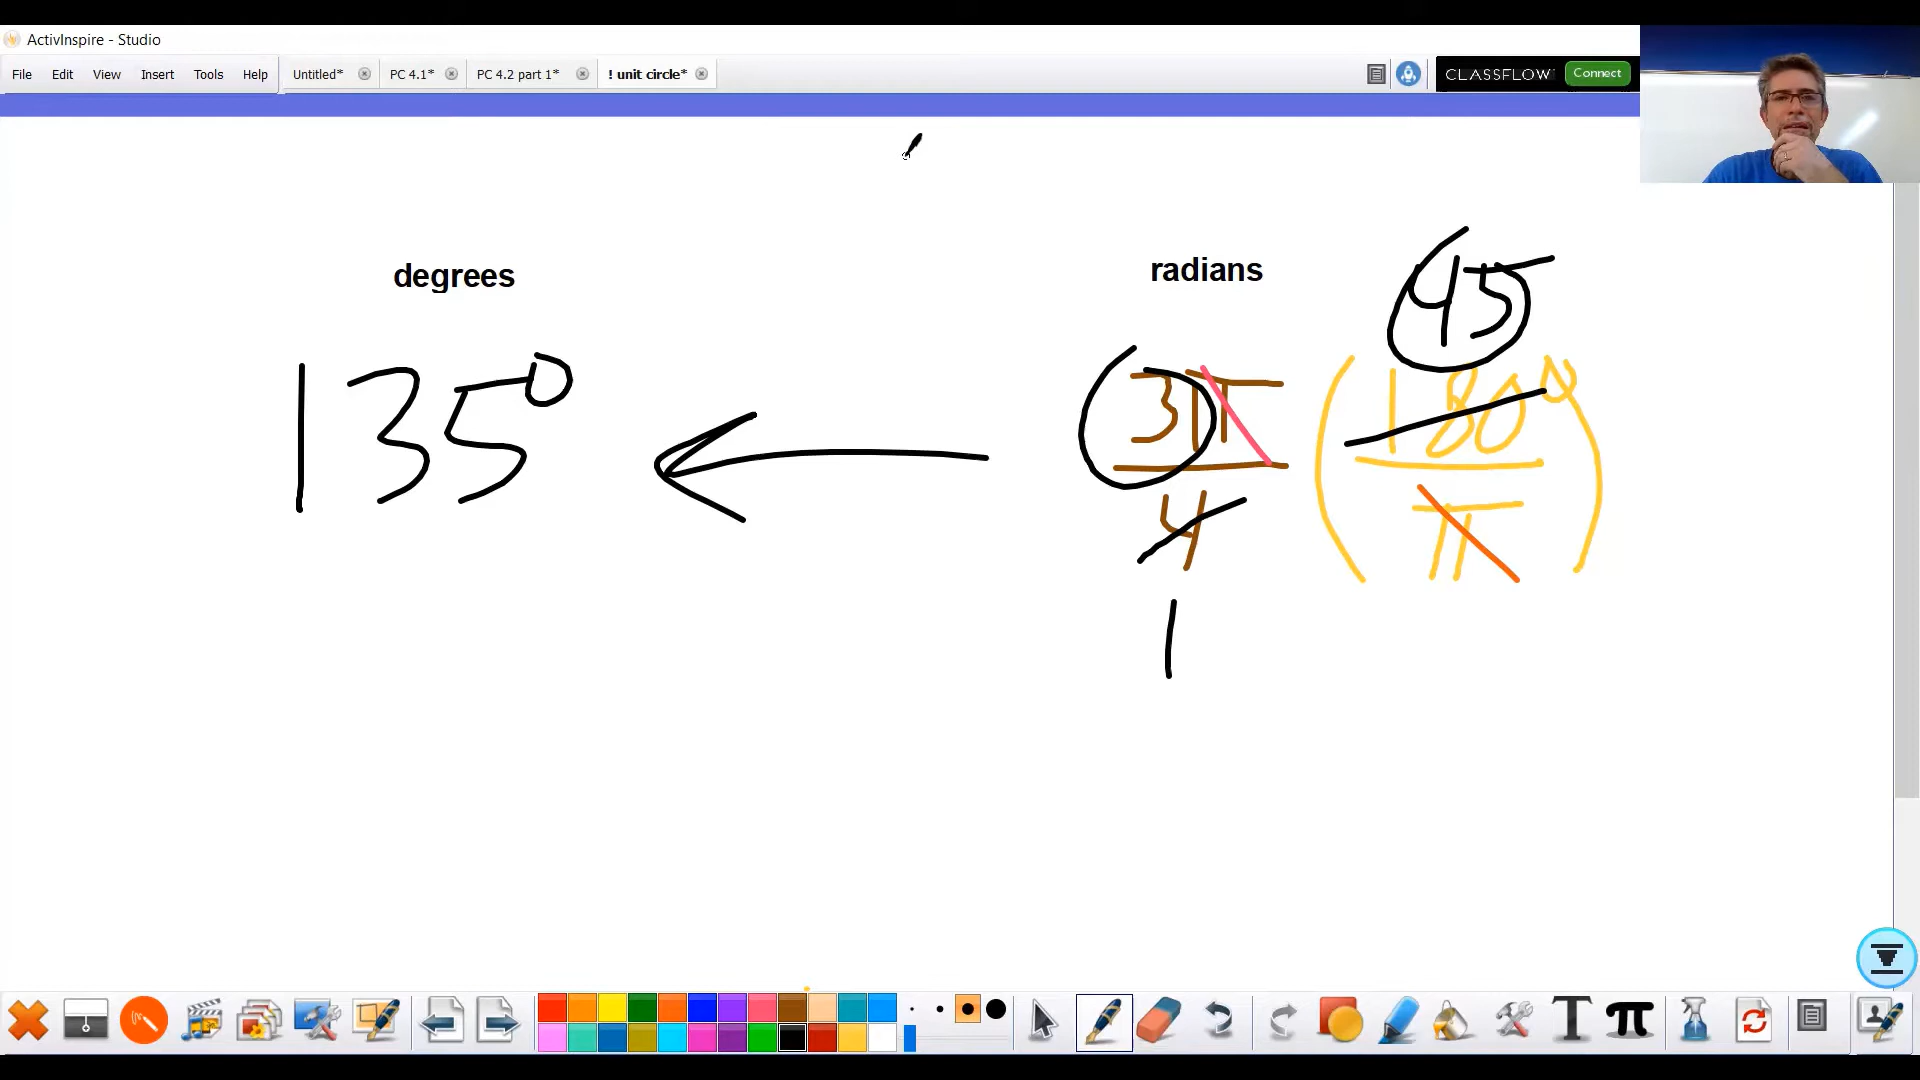 ActivInspire - Studio
File Edit View Insert Tools Help Untitled* PC 4.1* PC 4.2 part 1* ! unit circle* CLASSFLOW Connect
degrees radians 45
135° 3π 180°
4 π
1
T π